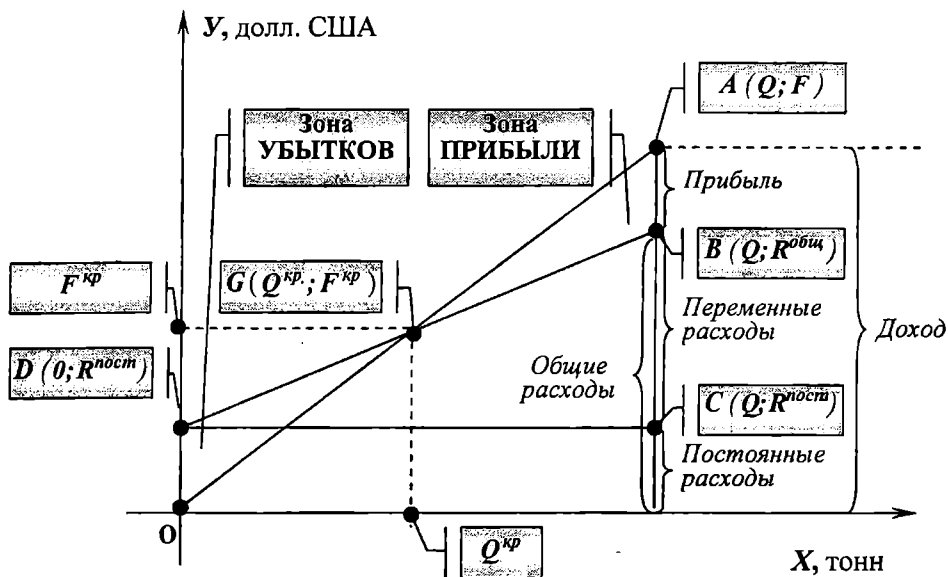 У, долл. США
А (Q; F)
Зона
УБЫТКОВ
Зона
ПРИБЫЛИ
Прибыль
F^кр
G (Q^кр.; F^кр)
B (Q; R^общ)
Переменные
расходы
Доход
D (0; R^пост)
Общие
расходы
C (Q; R^пост)
Постоянные
расходы
O
Q^кр
X, тонн